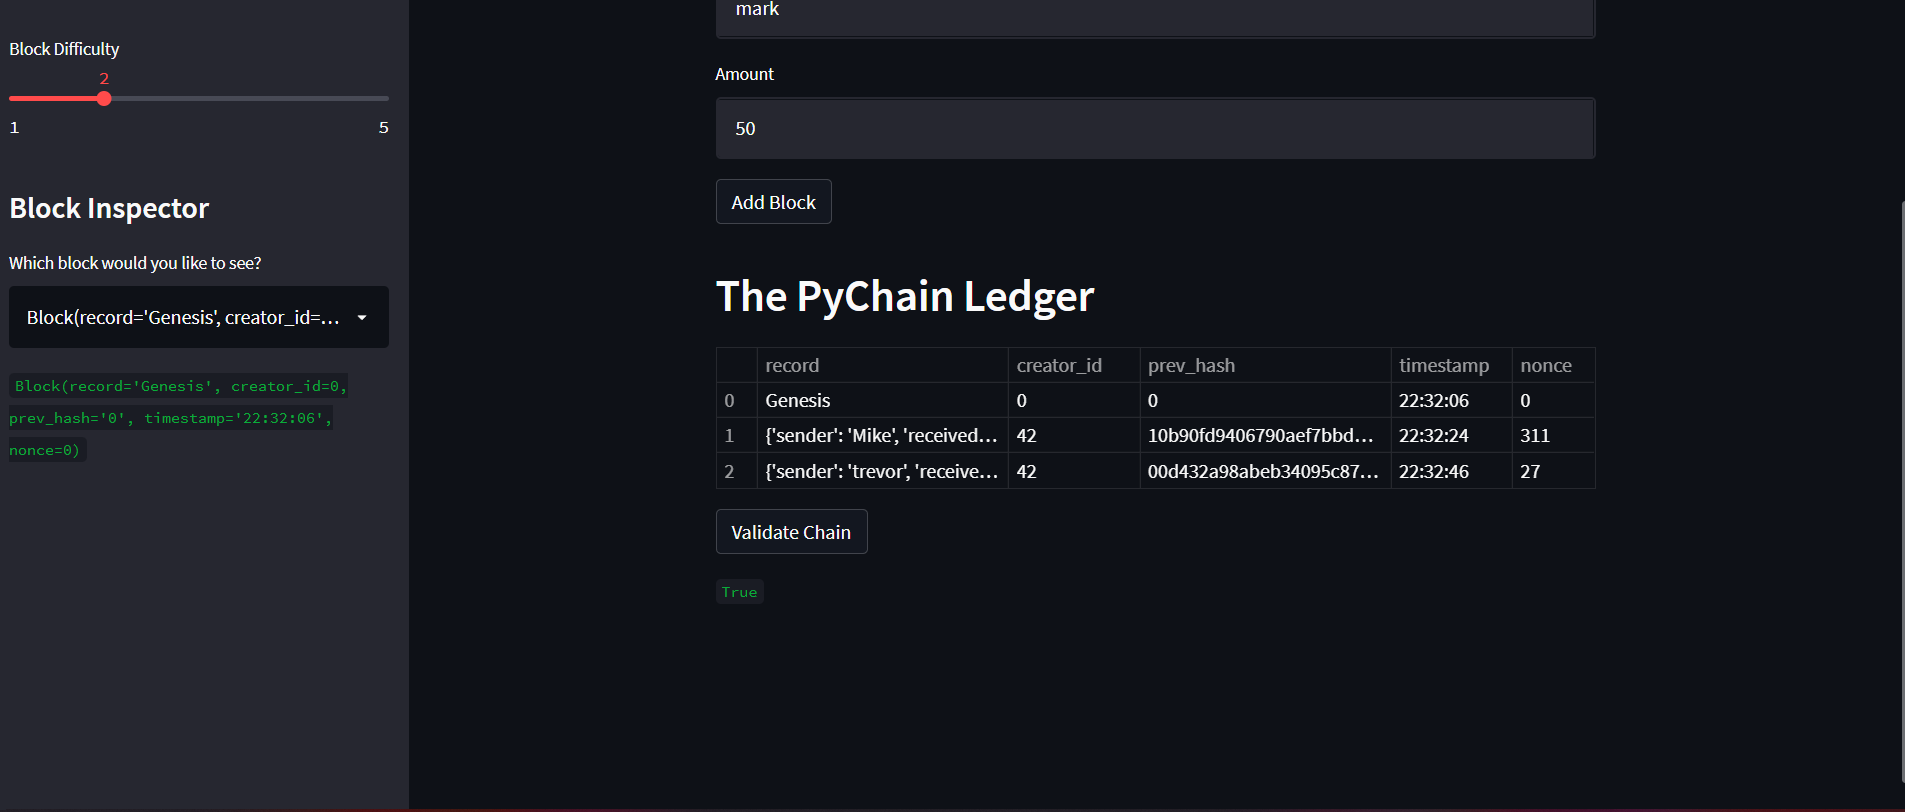 Block Difficulty
2
1 5
Block Inspector
Which block would you like to see?
Block(record='Genesis', creator_id=...
Block(record='Genesis', creator_id=0,
prev_hash='0', timestamp='22:32:06',
nonce=0)
mark
Amount
50
Add Block
The PyChain Ledger
record creator_id prev_hash timestamp nonce
0 Genesis 0 0 22:32:06 0
1 {'sender': 'Mike', 'received... 42 10b90fd9406790aef7bbd... 22:32:24 311
2 {'sender': 'trevor', 'receive... 42 00d432a98abeb34095c87... 22:32:46 27
Validate Chain
True